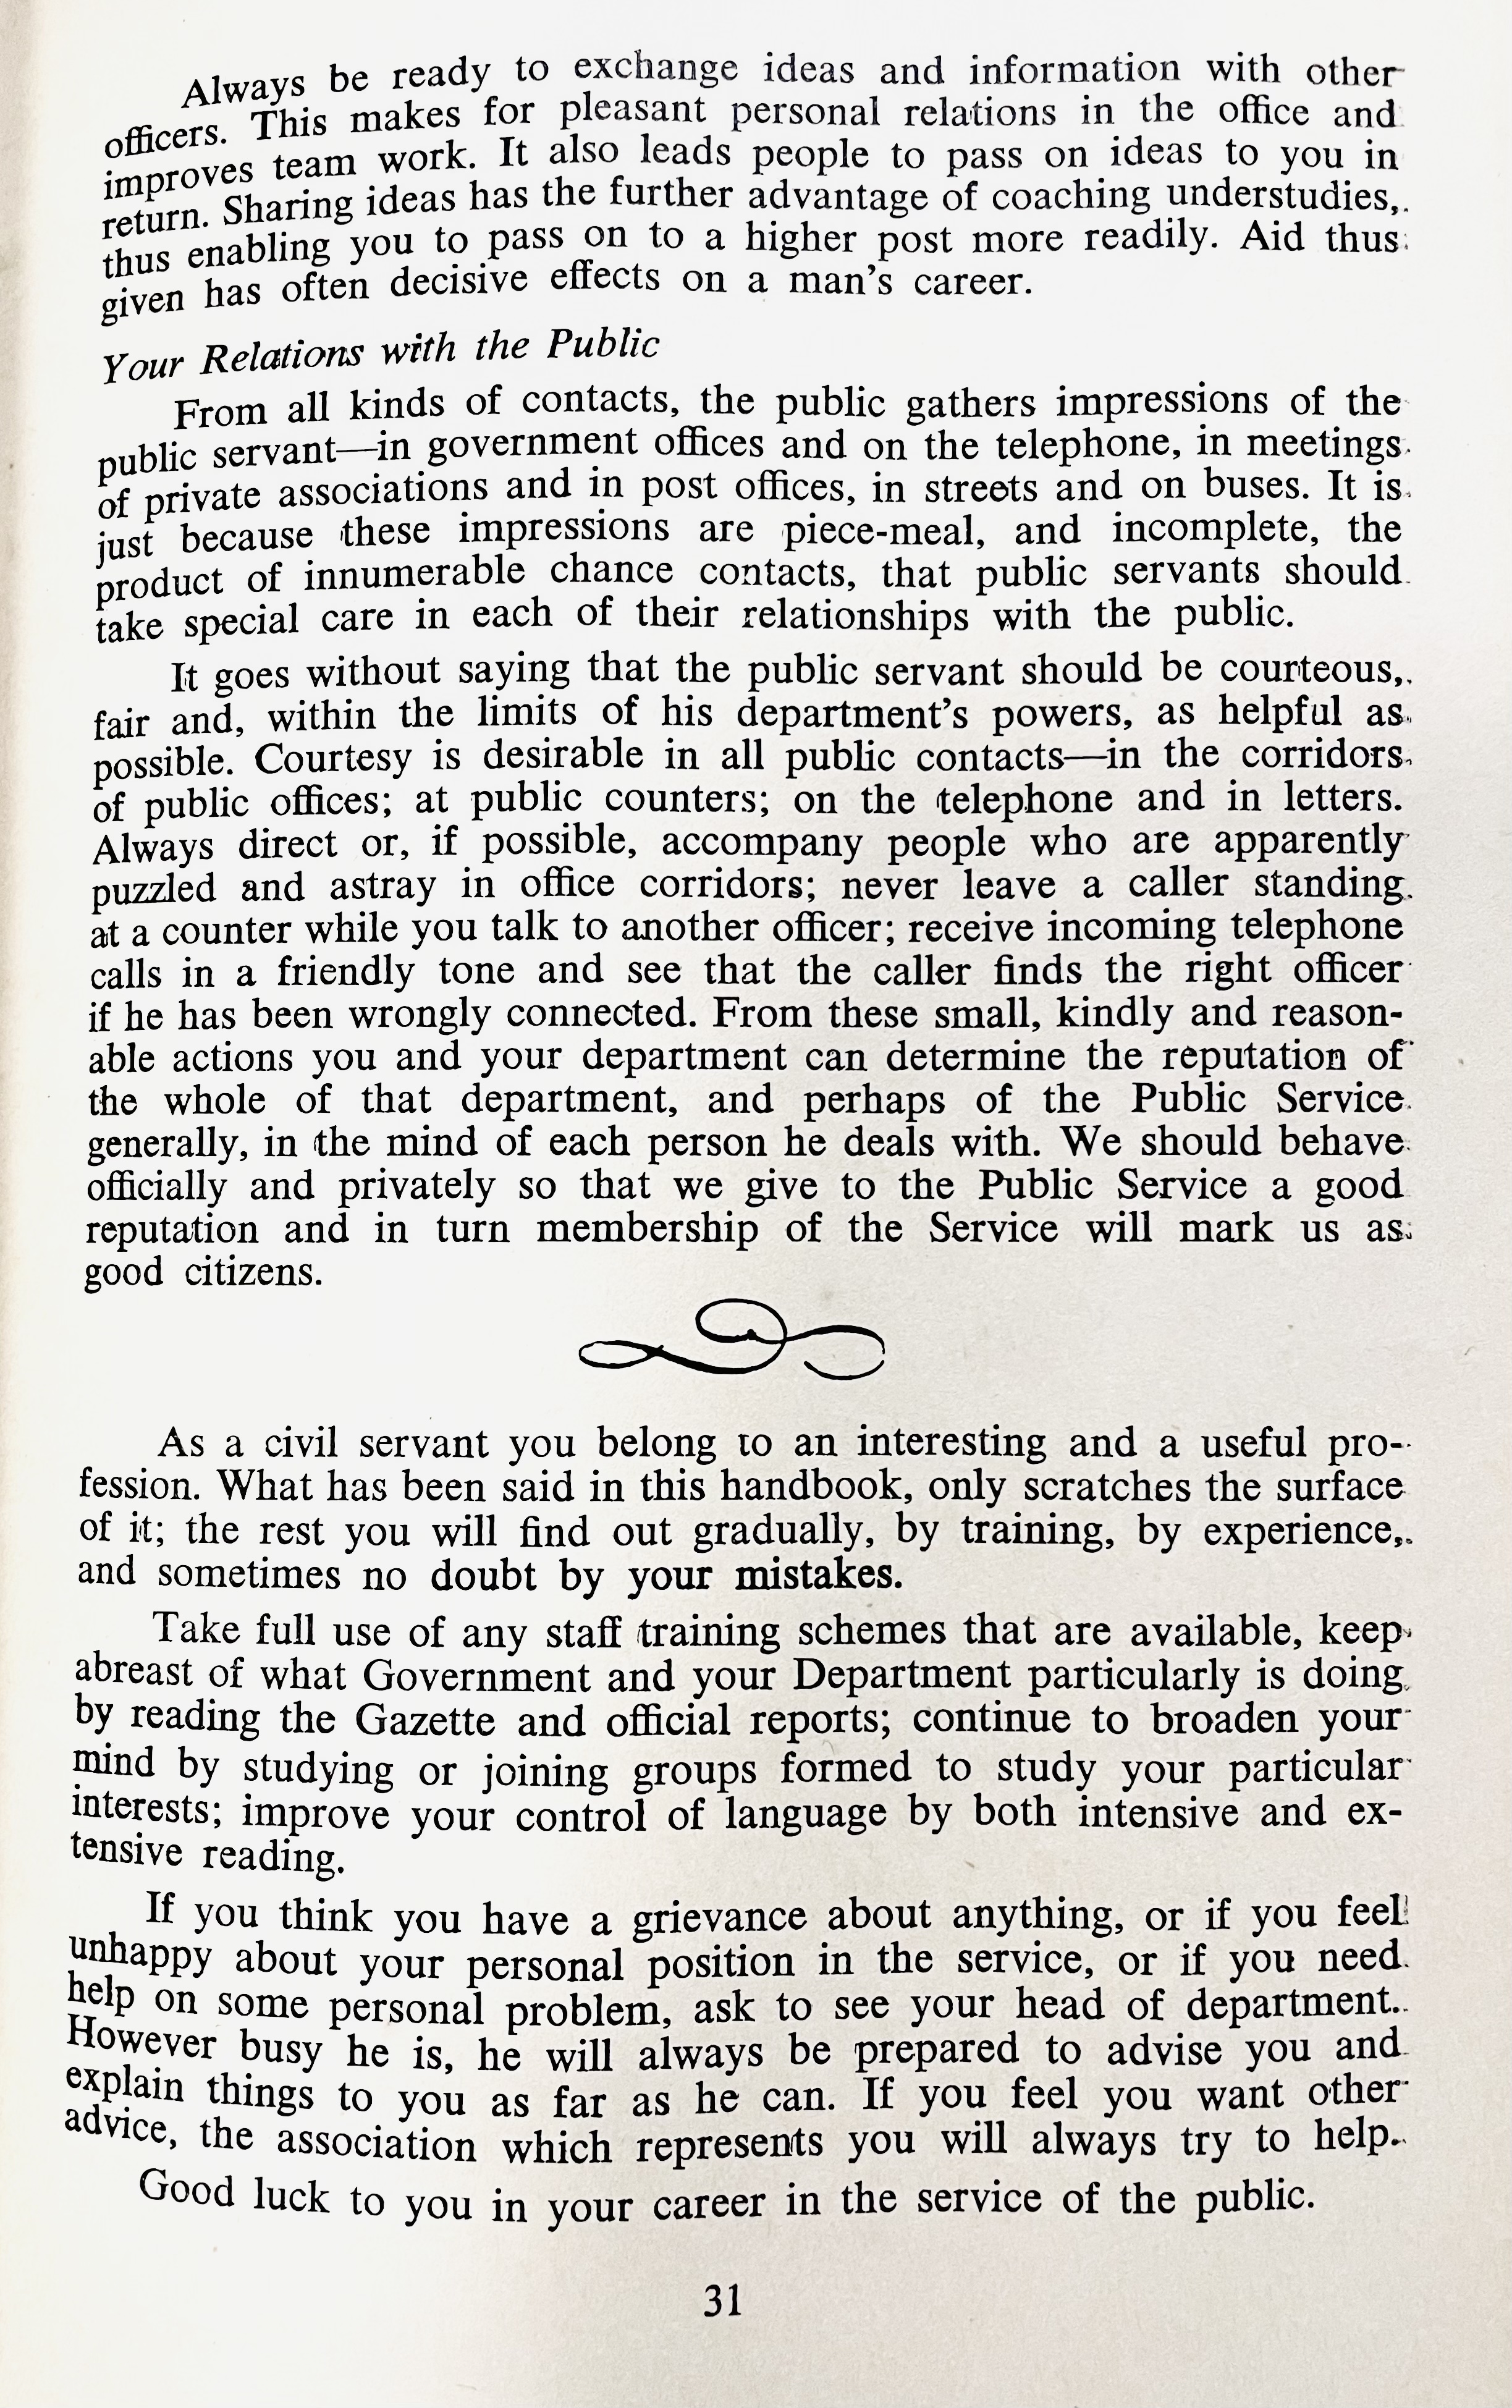 Always be ready to exchange ideas and information with other
officers. This makes for pleasant personal relations in the office and
improves team work. It also leads people to pass on ideas to you in
return. Sharing ideas has the further advantage of coaching understudies,
thus enabling you to pass on to a higher post more readily. Aid thus
given has often decisive effects on a man's career.
Your Relations with the Public
From all kinds of contacts, the public gathers impressions of the
public servant—in government offices and on the telephone, in meetings
of private associations and in post offices, in streets and on buses. It is
just because these impressions are piece-meal, and incomplete, the
product of innumerable chance contacts, that public servants should
take special care in each of their relationships with the public.
It goes without saying that the public servant should be courteous,
fair and, within the limits of his department's powers, as helpful as
possible. Courtesy is desirable in all public contacts—in the corridors
of public offices; at public counters; on the telephone and in letters.
Always direct or, if possible, accompany people who are apparently
puzzled and astray in office corridors; never leave a caller standing
at a counter while you talk to another officer; receive incoming telephone
calls in a friendly tone and see that the caller finds the right officer
if he has been wrongly connected. From these small, kindly and reason-
able actions you and your department can determine the reputation of
the whole of that department, and perhaps of the Public Service
generally, in the mind of each person he deals with. We should behave
officially and privately so that we give to the Public Service a good
reputation and in turn membership of the Service will mark us as
good citizens.
As a civil servant you belong to an interesting and a useful pro-
fession. What has been said in this handbook, only scratches the surface
of it; the rest you will find out gradually, by training, by experience,
and sometimes no doubt by your mistakes.
Take full use of any staff training schemes that are available, keep
abreast of what Government and your Department particularly is doing
by reading the Gazette and official reports; continue to broaden your
mind by studying or joining groups formed to study your particular
interests; improve your control of language by both intensive and ex-
tensive reading.
If you think you have a grievance about anything, or if you feel
unhappy about your personal position in the service, or if you need
help on some personal problem, ask to see your head of department.
However busy he is, he will always be prepared to advise you and
explain things to you as far as he can. If you feel you want other
advice, the association which represents you will always try to help.
Good luck to you in your career in the service of the public.
31